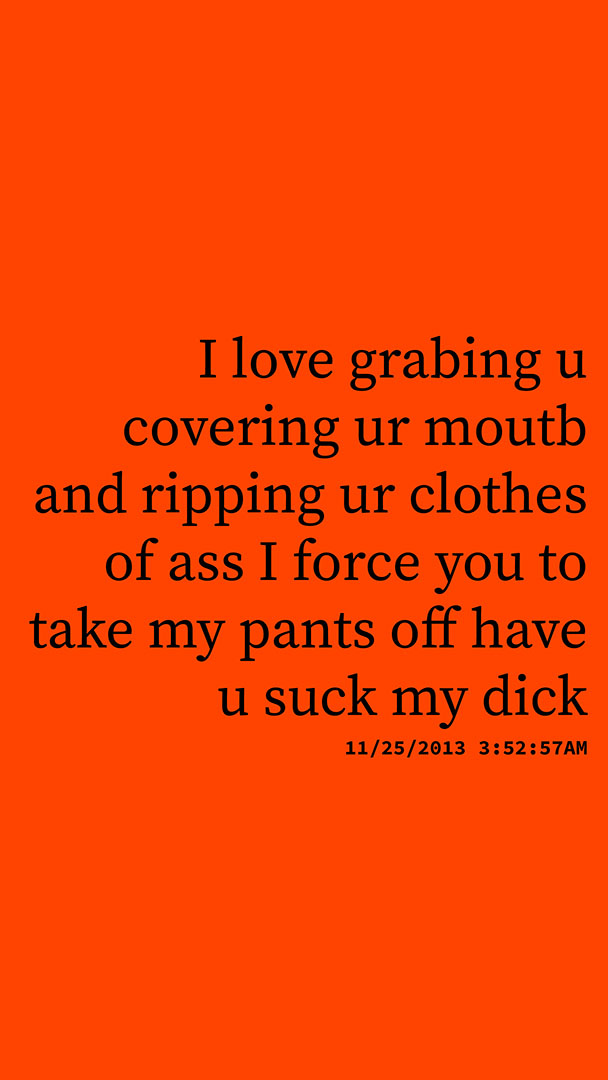 I love grabing u
covering ur moutb
and ripping ur clothes
of ass I force you to
take my pants off have
u suck my dick
11/25/2013 3:52:57AM